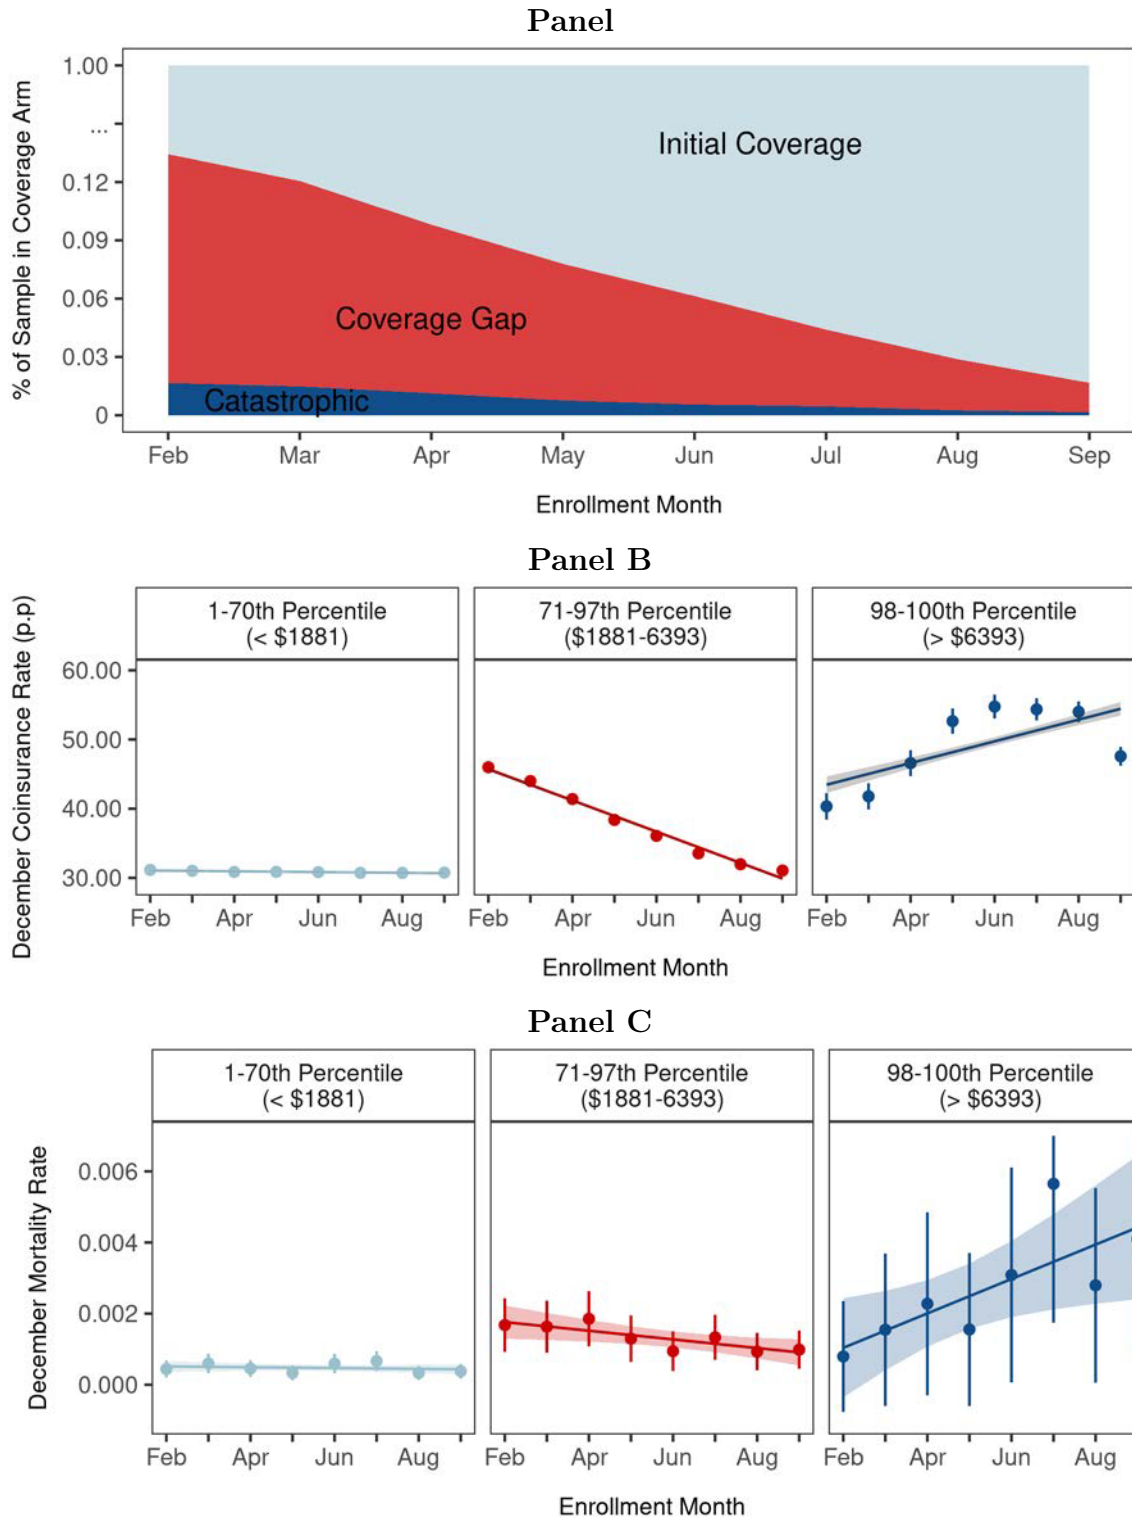 Panel
% of Sample in Coverage Arm
1.00
...
0.12
0.09
0.06
0.03
0
Initial Coverage
Coverage Gap
Catastrophic
Feb Mar Apr May Jun Jul Aug Sep
Enrollment Month
Panel B
December Coinsurance Rate (p.p)
1-70th Percentile
(< $1881)
71-97th Percentile
($1881-6393)
98-100th Percentile
(> $6393)
60.00
50.00
40.00
30.00
Feb Apr Jun Aug Feb Apr Jun Aug Feb Apr Jun Aug
Enrollment Month
Panel C
December Mortality Rate
1-70th Percentile
(< $1881)
71-97th Percentile
($1881-6393)
98-100th Percentile
(> $6393)
0.006
0.004
0.002
0.000
Feb Apr Jun Aug Feb Apr Jun Aug Feb Apr Jun Aug
Enrollment Month